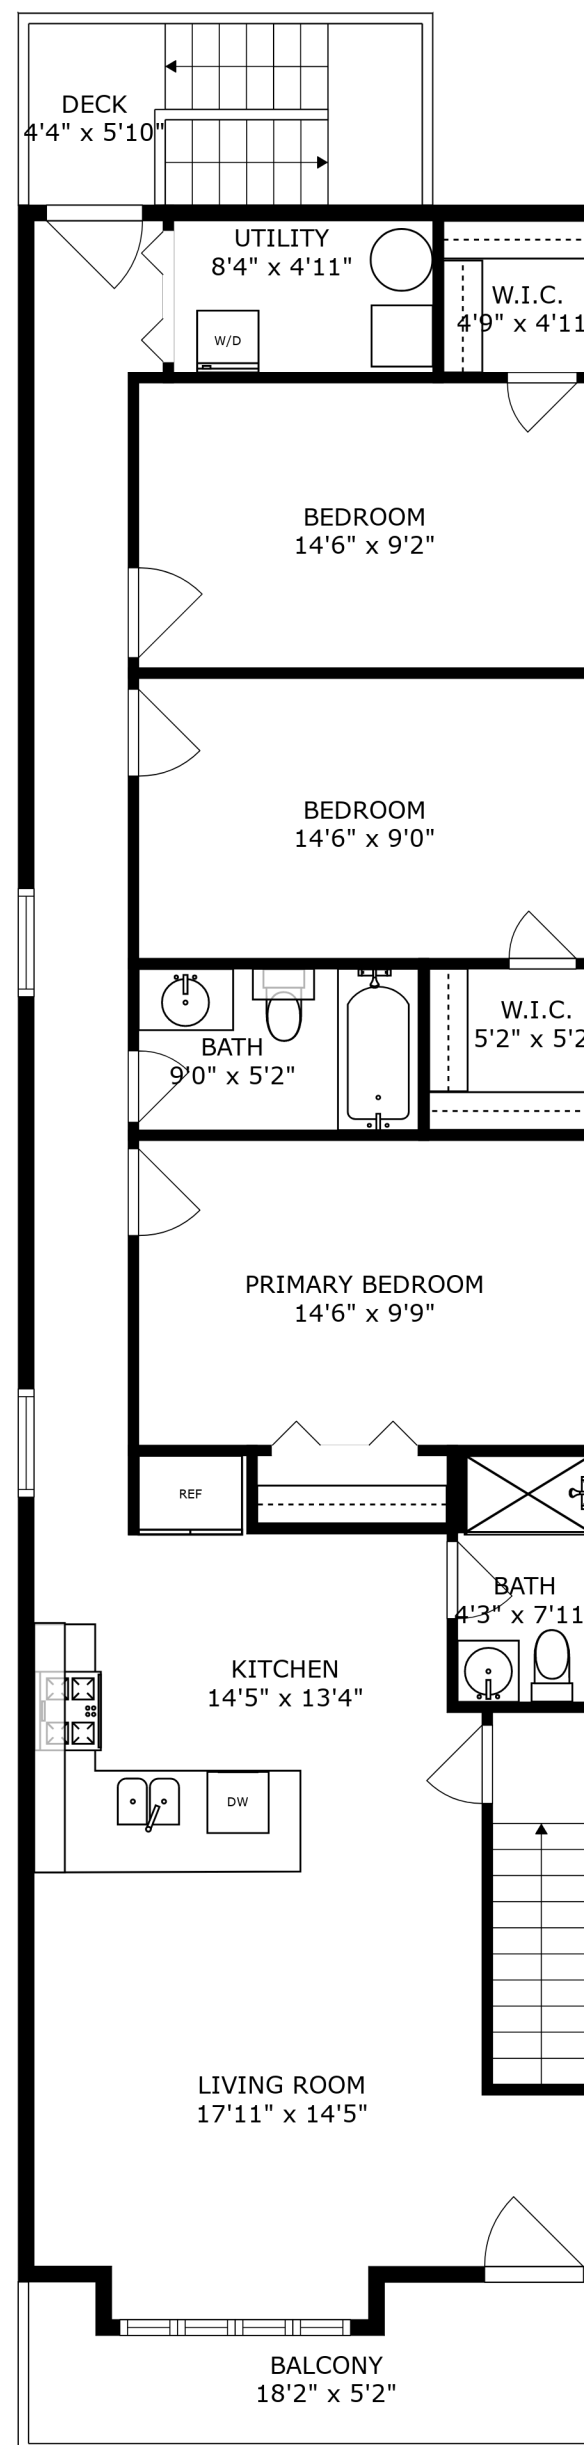 DECK
4'4" x 5'10"
UTILITY
8'4" x 4'11"
W/D
W.I.C.
4'9" x 4'11
BEDROOM
14'6" x 9'2"
BEDROOM
14'6" x 9'0"
W.I.C.
5'2" x 5'2
BATH
9'0" x 5'2"
PRIMARY BEDROOM
14'6" x 9'9"
REF
BATH
4'3" x 7'11
KITCHEN
14'5" x 13'4"
DW
LIVING ROOM
17'11" x 14'5"
BALCONY
18'2" x 5'2"